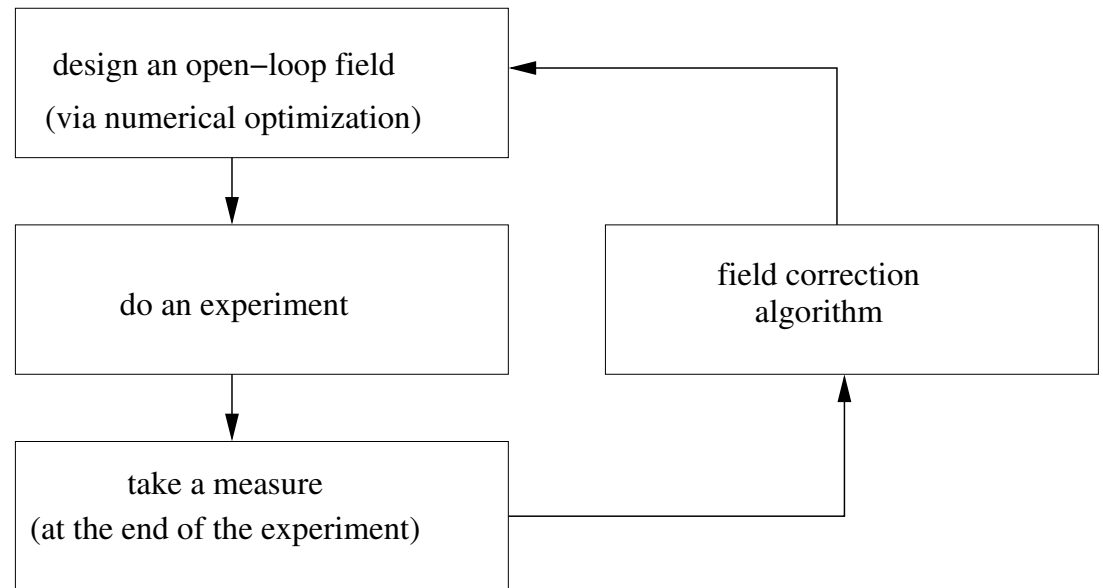 design an open−loop field
(via numerical optimization)
do an experiment
field correction
algorithm
take a measure
(at the end of the experiment)